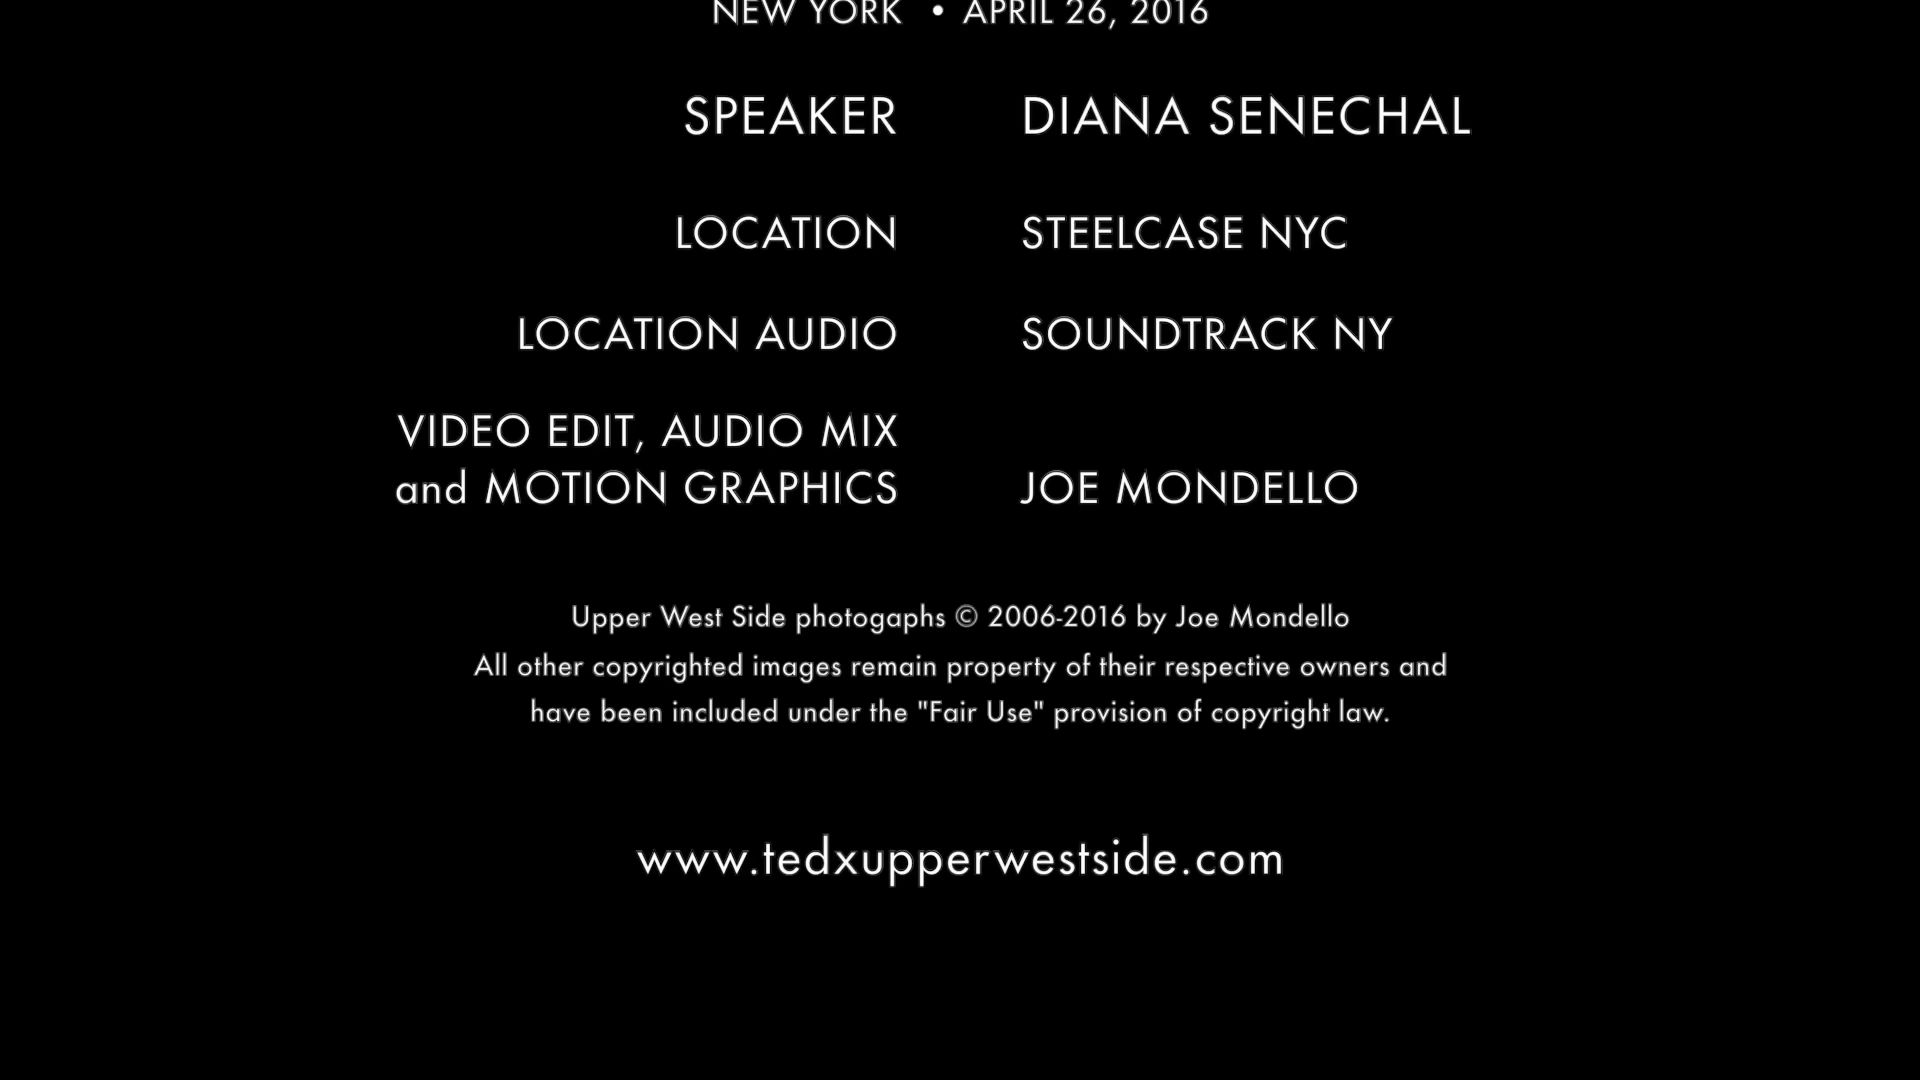 NEW YORK • APRIL 26, 2016
SPEAKER DIANA SENECHAL
LOCATION STEELCASE NYC
LOCATION AUDIO SOUNDTRACK NY
VIDEO EDIT, AUDIO MIX
and MOTION GRAPHICS JOE MONDELLO
Upper West Side photogaphs © 2006-2016 by Joe Mondello
All other copyrighted images remain property of their respective owners and
have been included under the "Fair Use" provision of copyright law.
www.tedxupperwestside.com